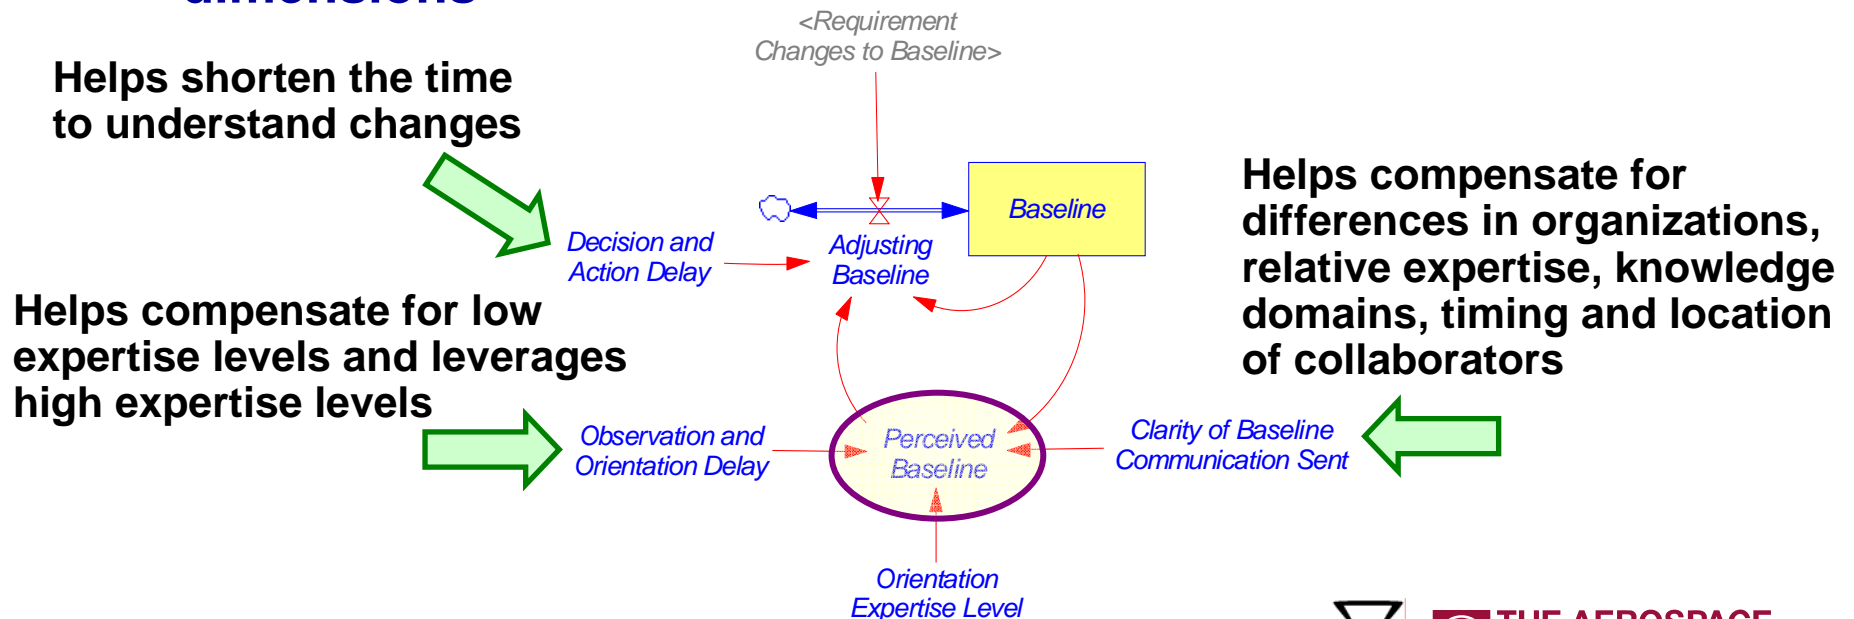 dimensions
<Requirement
Changes to Baseline>
Helps shorten the time
to understand changes
Baseline
Decision and
Action Delay
Adjusting
Baseline
Helps compensate for
differences in organizations,
relative expertise, knowledge
domains, timing and location
of collaborators
Helps compensate for low
expertise levels and leverages
high expertise levels
Observation and
Orientation Delay
Perceived
Baseline
Clarity of Baseline
Communication Sent
Orientation
Expertise Level
THE AEROSPACE